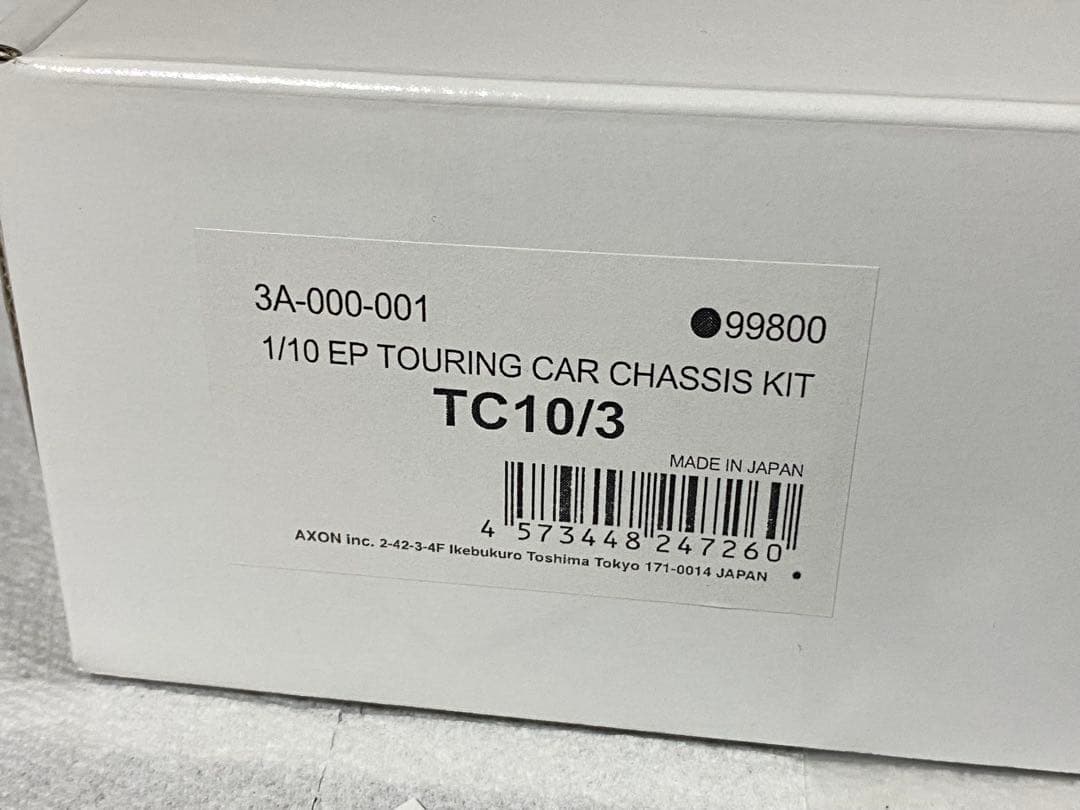 3A-000-001 ●99800
1/10 EP TOURING CAR CHASSIS KIT
TC10/3
MADE IN JAPAN
4 573448 247260
AXON inc. 2-42-3-4F Ikebukuro Toshima Tokyo 171-0014 JAPAN